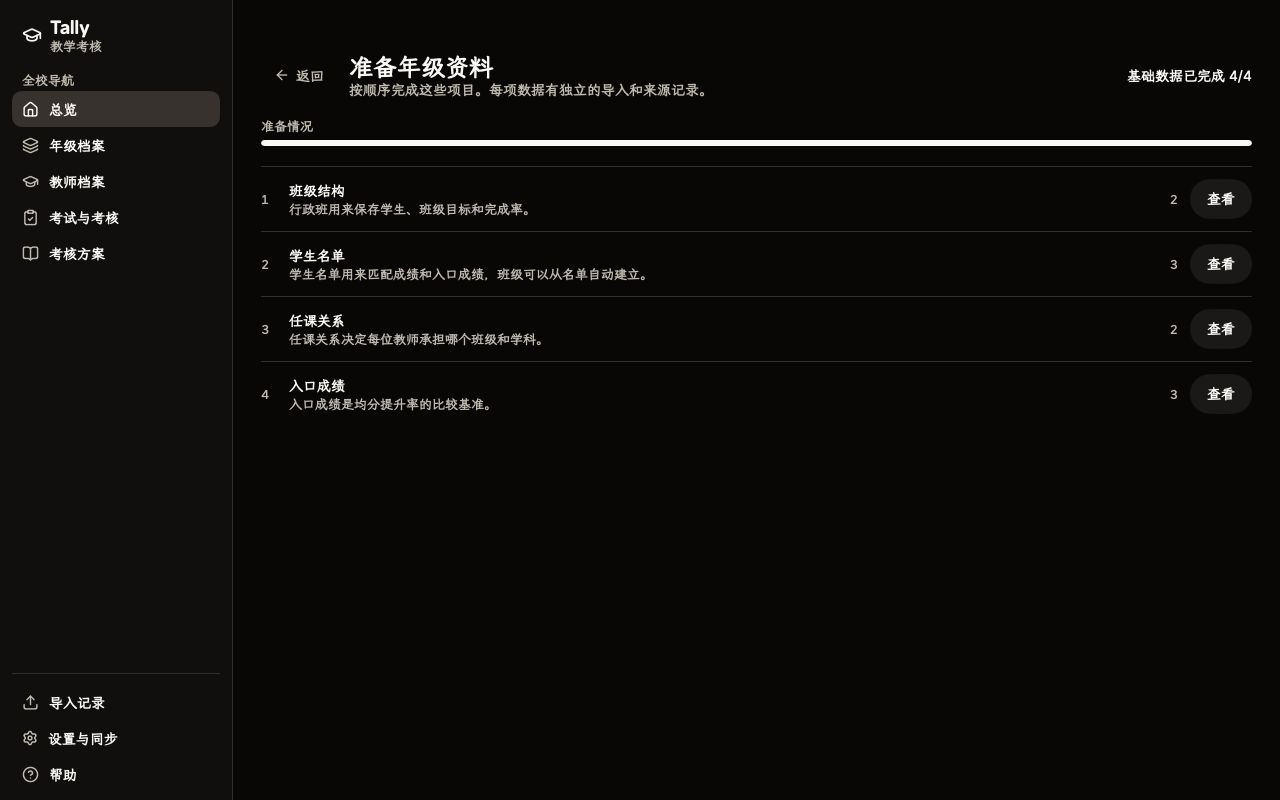 Tally
教学考核
全校导航
总览
年级档案
教师档案
考试与考核
考核方案
导入记录
设置与同步
帮助
返回
准备年级资料
按顺序完成这些项目。每项数据有独立的导入和来源记录。
基础数据已完成 4/4
准备情况
1
班级结构
行政班用来保存学生、班级目标和完成率。
2
查看
2
学生名单
学生名单用来匹配成绩和入口成绩，班级可以从名单自动建立。
3
查看
3
任课关系
任课关系决定每位教师承担哪个班级和学科。
2
查看
4
入口成绩
入口成绩是均分提升率的比较基准。
3
查看